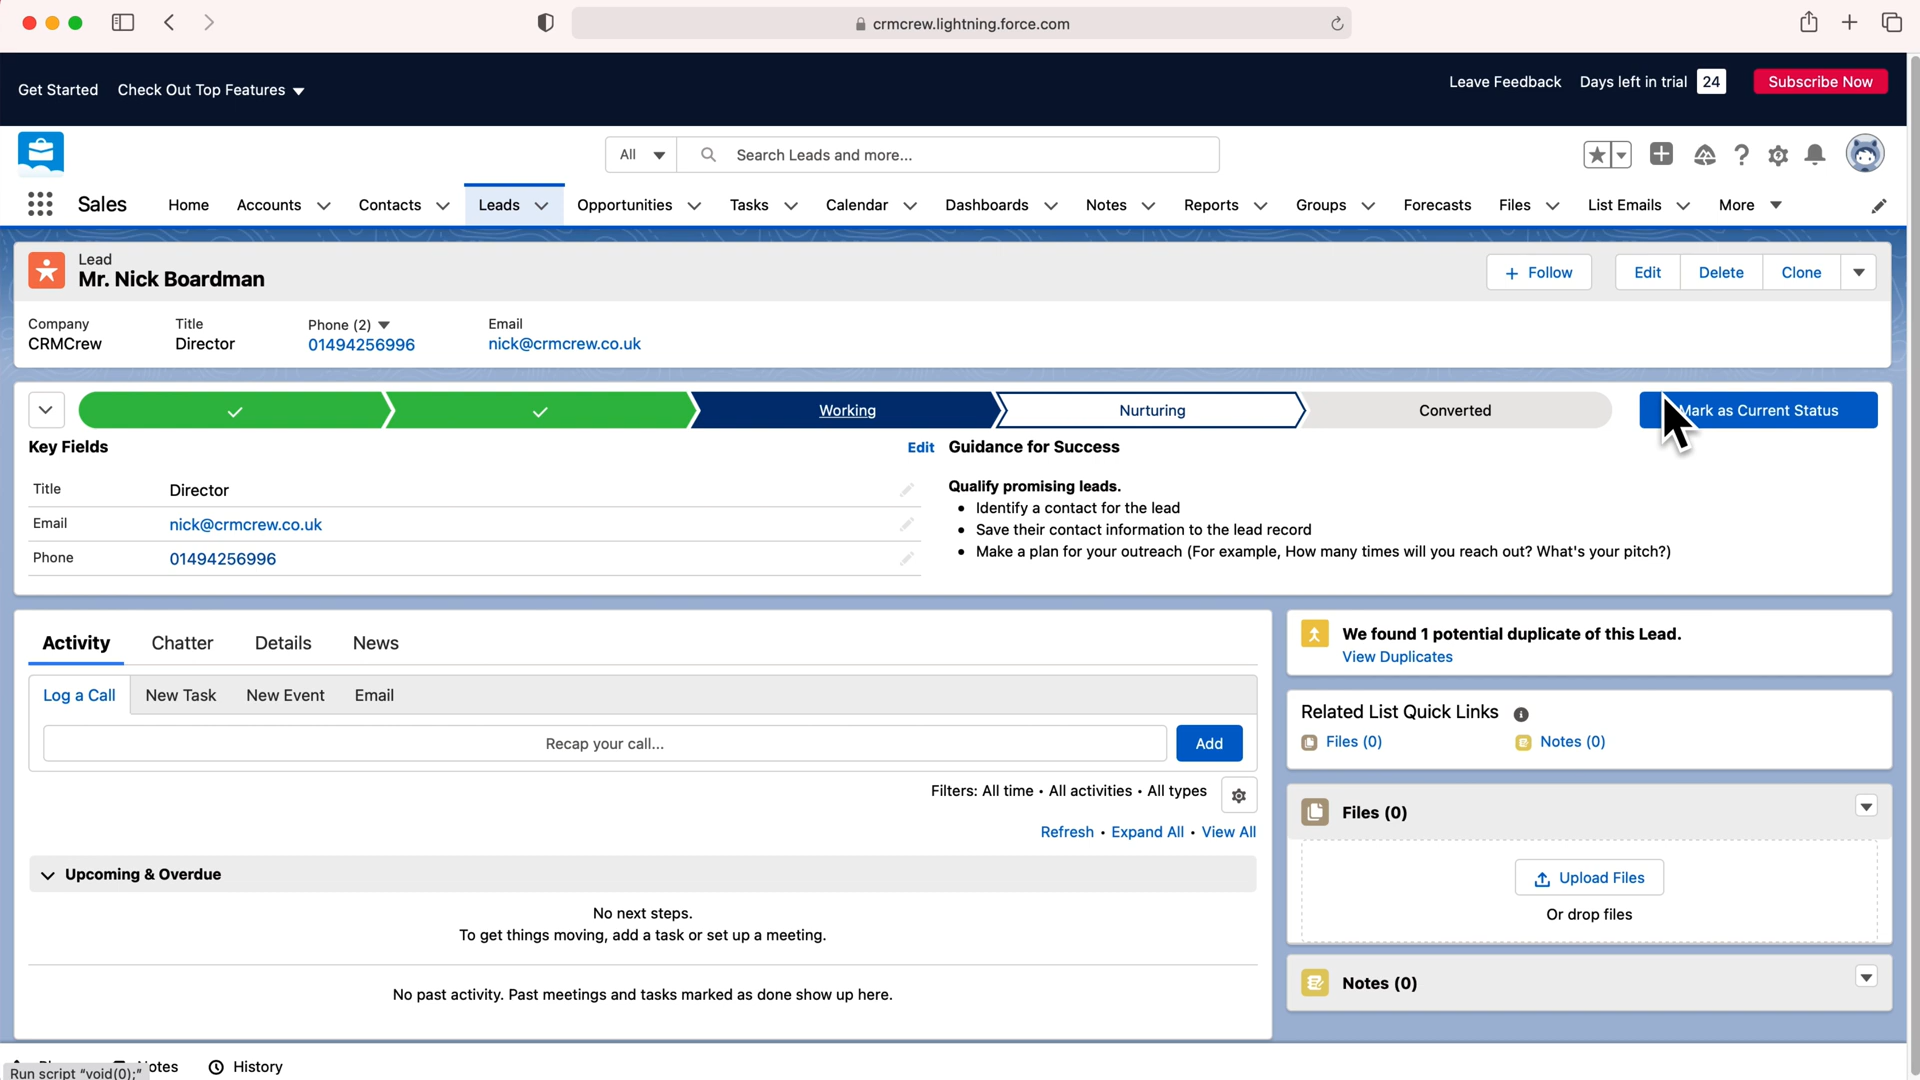 crmcrew.lightning.force.com
Get Started Check Out Top Features
Leave Feedback Days left in trial 24 Subscribe Now
All Search Leads and more...
Sales Home Accounts Contacts Leads Opportunities Tasks Calendar Dashboards Notes Reports Groups Forecasts Files List Emails More
Lead
Mr. Nick Boardman
+ Follow Edit Delete Clone
Company Title Phone (2) Email
CRMCrew Director 01494256996 nick@crmcrew.co.uk
Working Nurturing Converted Mark as Current Status
Key Fields Edit
Title Director
Email nick@crmcrew.co.uk
Phone 01494256996
Guidance for Success
Qualify promising leads.
• Identify a contact for the lead
• Save their contact information to the lead record
• Make a plan for your outreach (For example, How many times will you reach out? What's your pitch?)
Activity Chatter Details News
Log a Call New Task New Event Email
Recap your call... Add
Filters: All time • All activities • All types
Refresh • Expand All • View All
Upcoming & Overdue
No next steps.
To get things moving, add a task or set up a meeting.
No past activity. Past meetings and tasks marked as done show up here.
We found 1 potential duplicate of this Lead.
View Duplicates
Related List Quick Links
Files (0) Notes (0)
Files (0)
Upload Files
Or drop files
Notes (0)
History
Run script "void(0);"